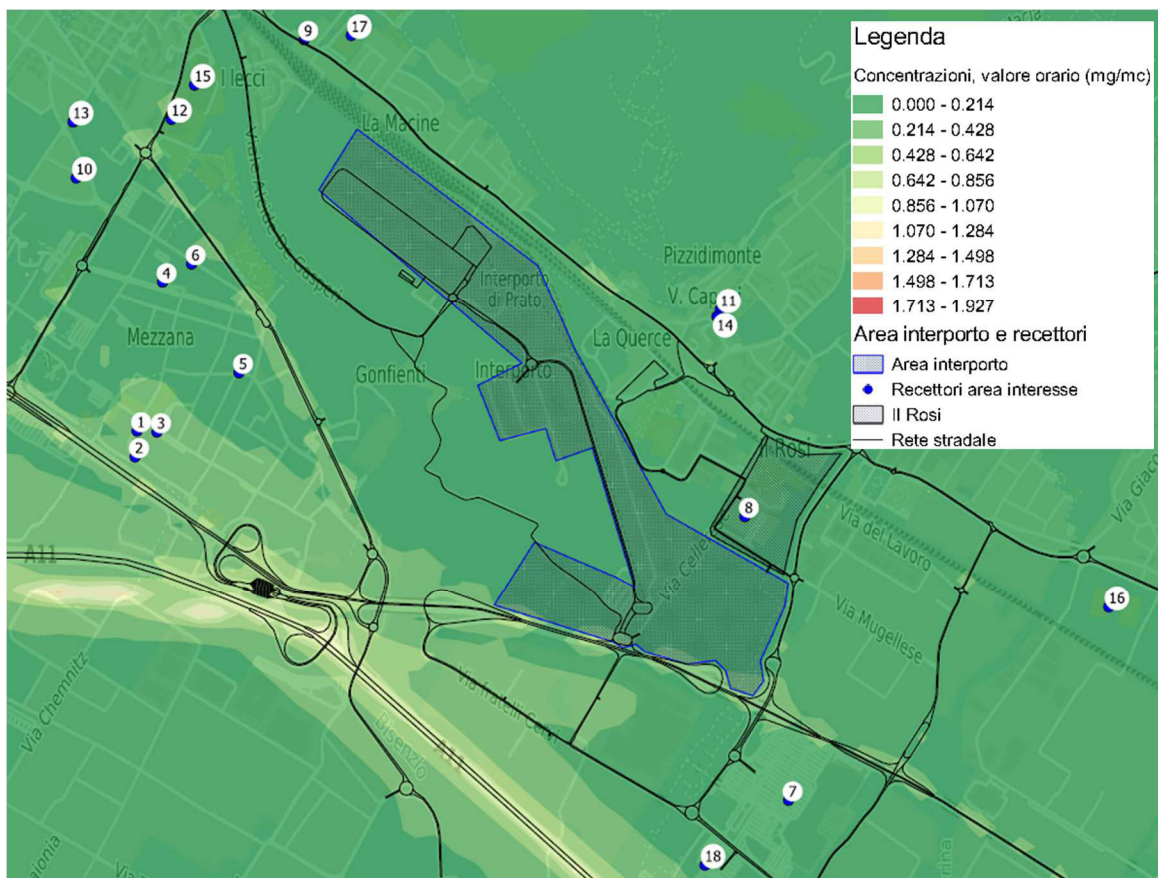 Legenda
Concentrazioni, valore orario (mg/mc)
0.000 - 0.214
0.214 - 0.428
0.428 - 0.642
0.642 - 0.856
0.856 - 1.070
1.070 - 1.284
1.284 - 1.498
1.498 - 1.713
1.713 - 1.927
Area interporto e recettori
Area interporto
Recettori area interesse
Il Rosi
Rete stradale
9
17
15
I lecci
13
12
La Macine
10
6
4
Pizzidimonte
Interporto
di Prato
11
14
Mezzana
La Querce
5
Gonfienti
Interporto
1
3
2
Il Rosi
8
A11
Via del Lavoro
16
Via Mugellese
Via Chemnitz
Via fratelli Cervi
Bisenzio
A11
7
18